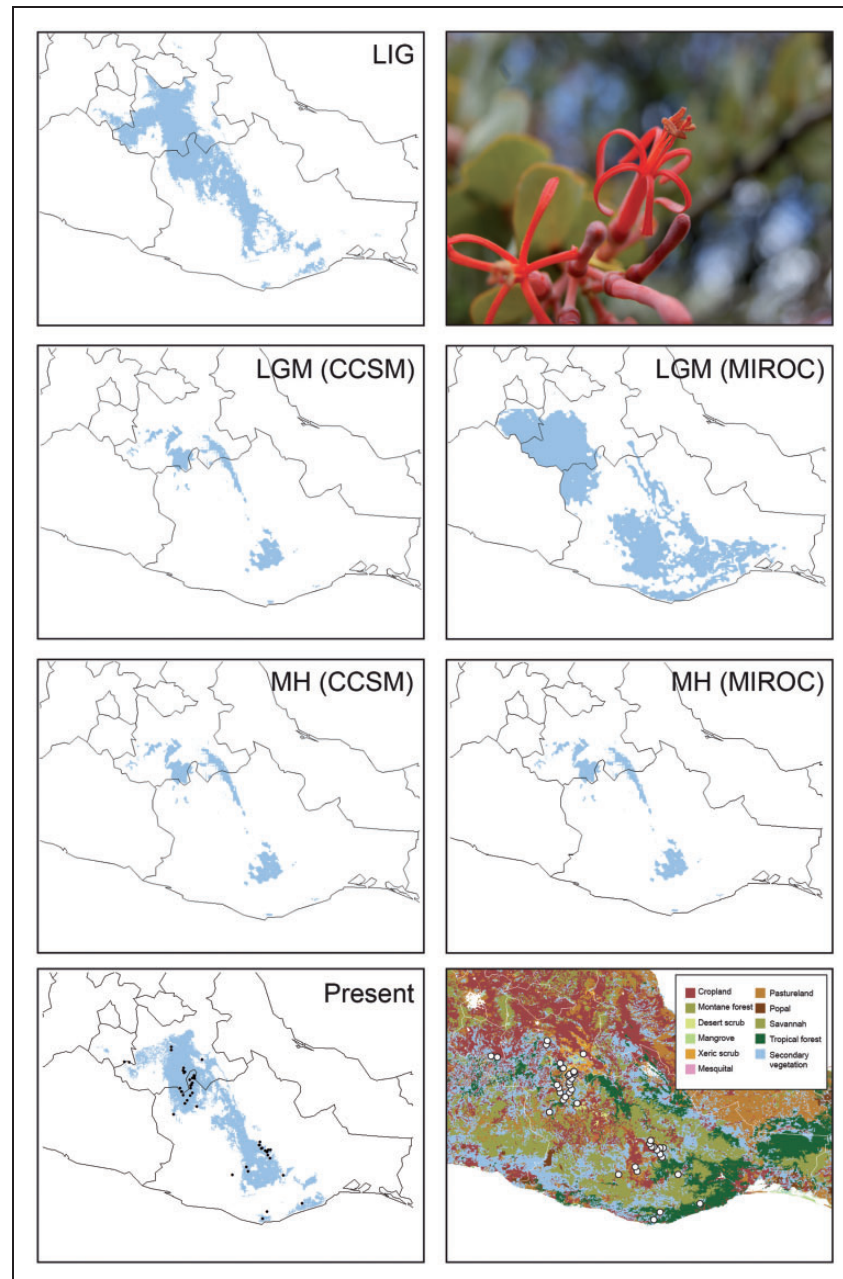 LIG
LGM (CCSM)
LGM (MIROC)
MH (CCSM)
MH (MIROC)
Present
Cropland
Montane forest
Desert scrub
Mangrove
Xeric scrub
Mesquital
Pastureland
Popal
Savannah
Tropical forest
Secondary
vegetation